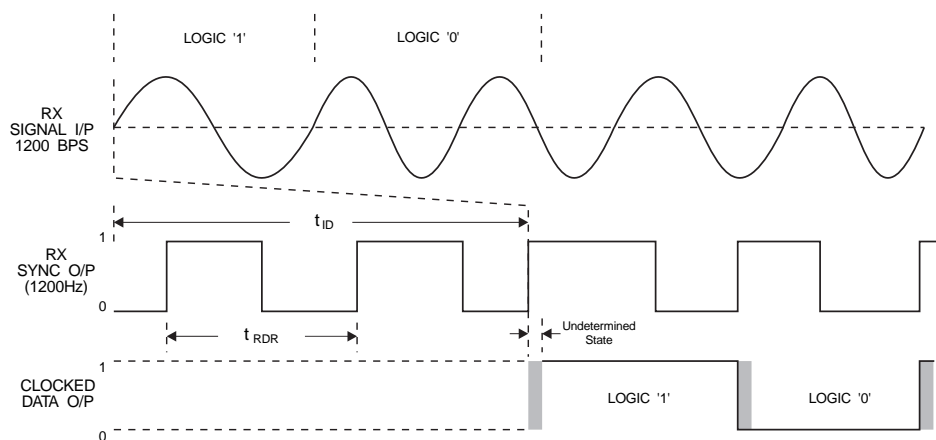 LOGIC '1'
LOGIC '0'
RX
SIGNAL I/P
1200 BPS
t ID
1
RX
SYNC O/P
(1200Hz)
0
t RDR
Undetermined
State
1
CLOCKED
DATA O/P
LOGIC '1'
LOGIC '0'
0